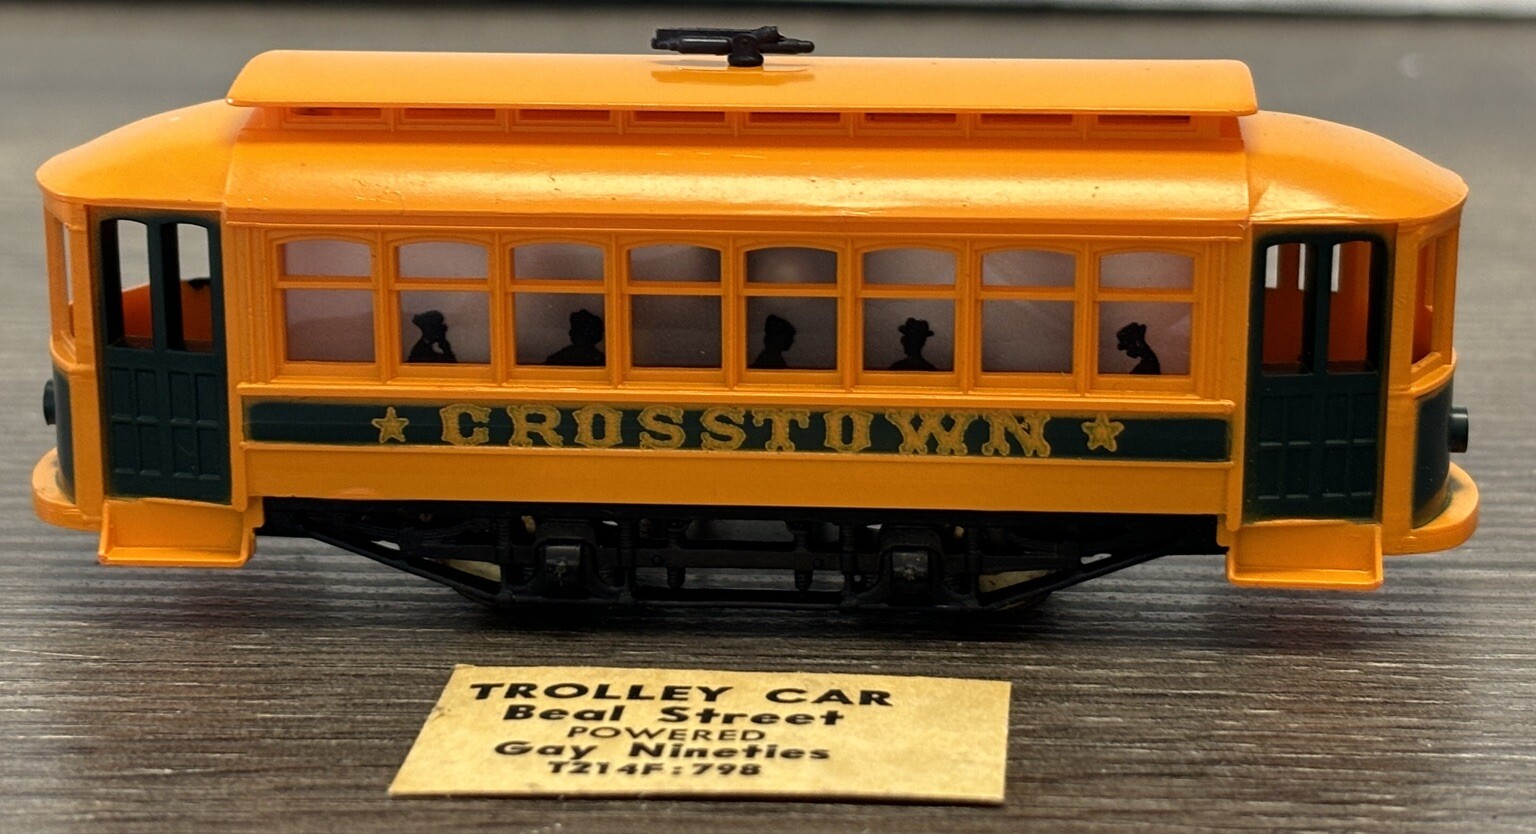 CROSSTOWN
TROLLEY CAR
Beal Street
POWERED
Gay Nineties
T214F:798